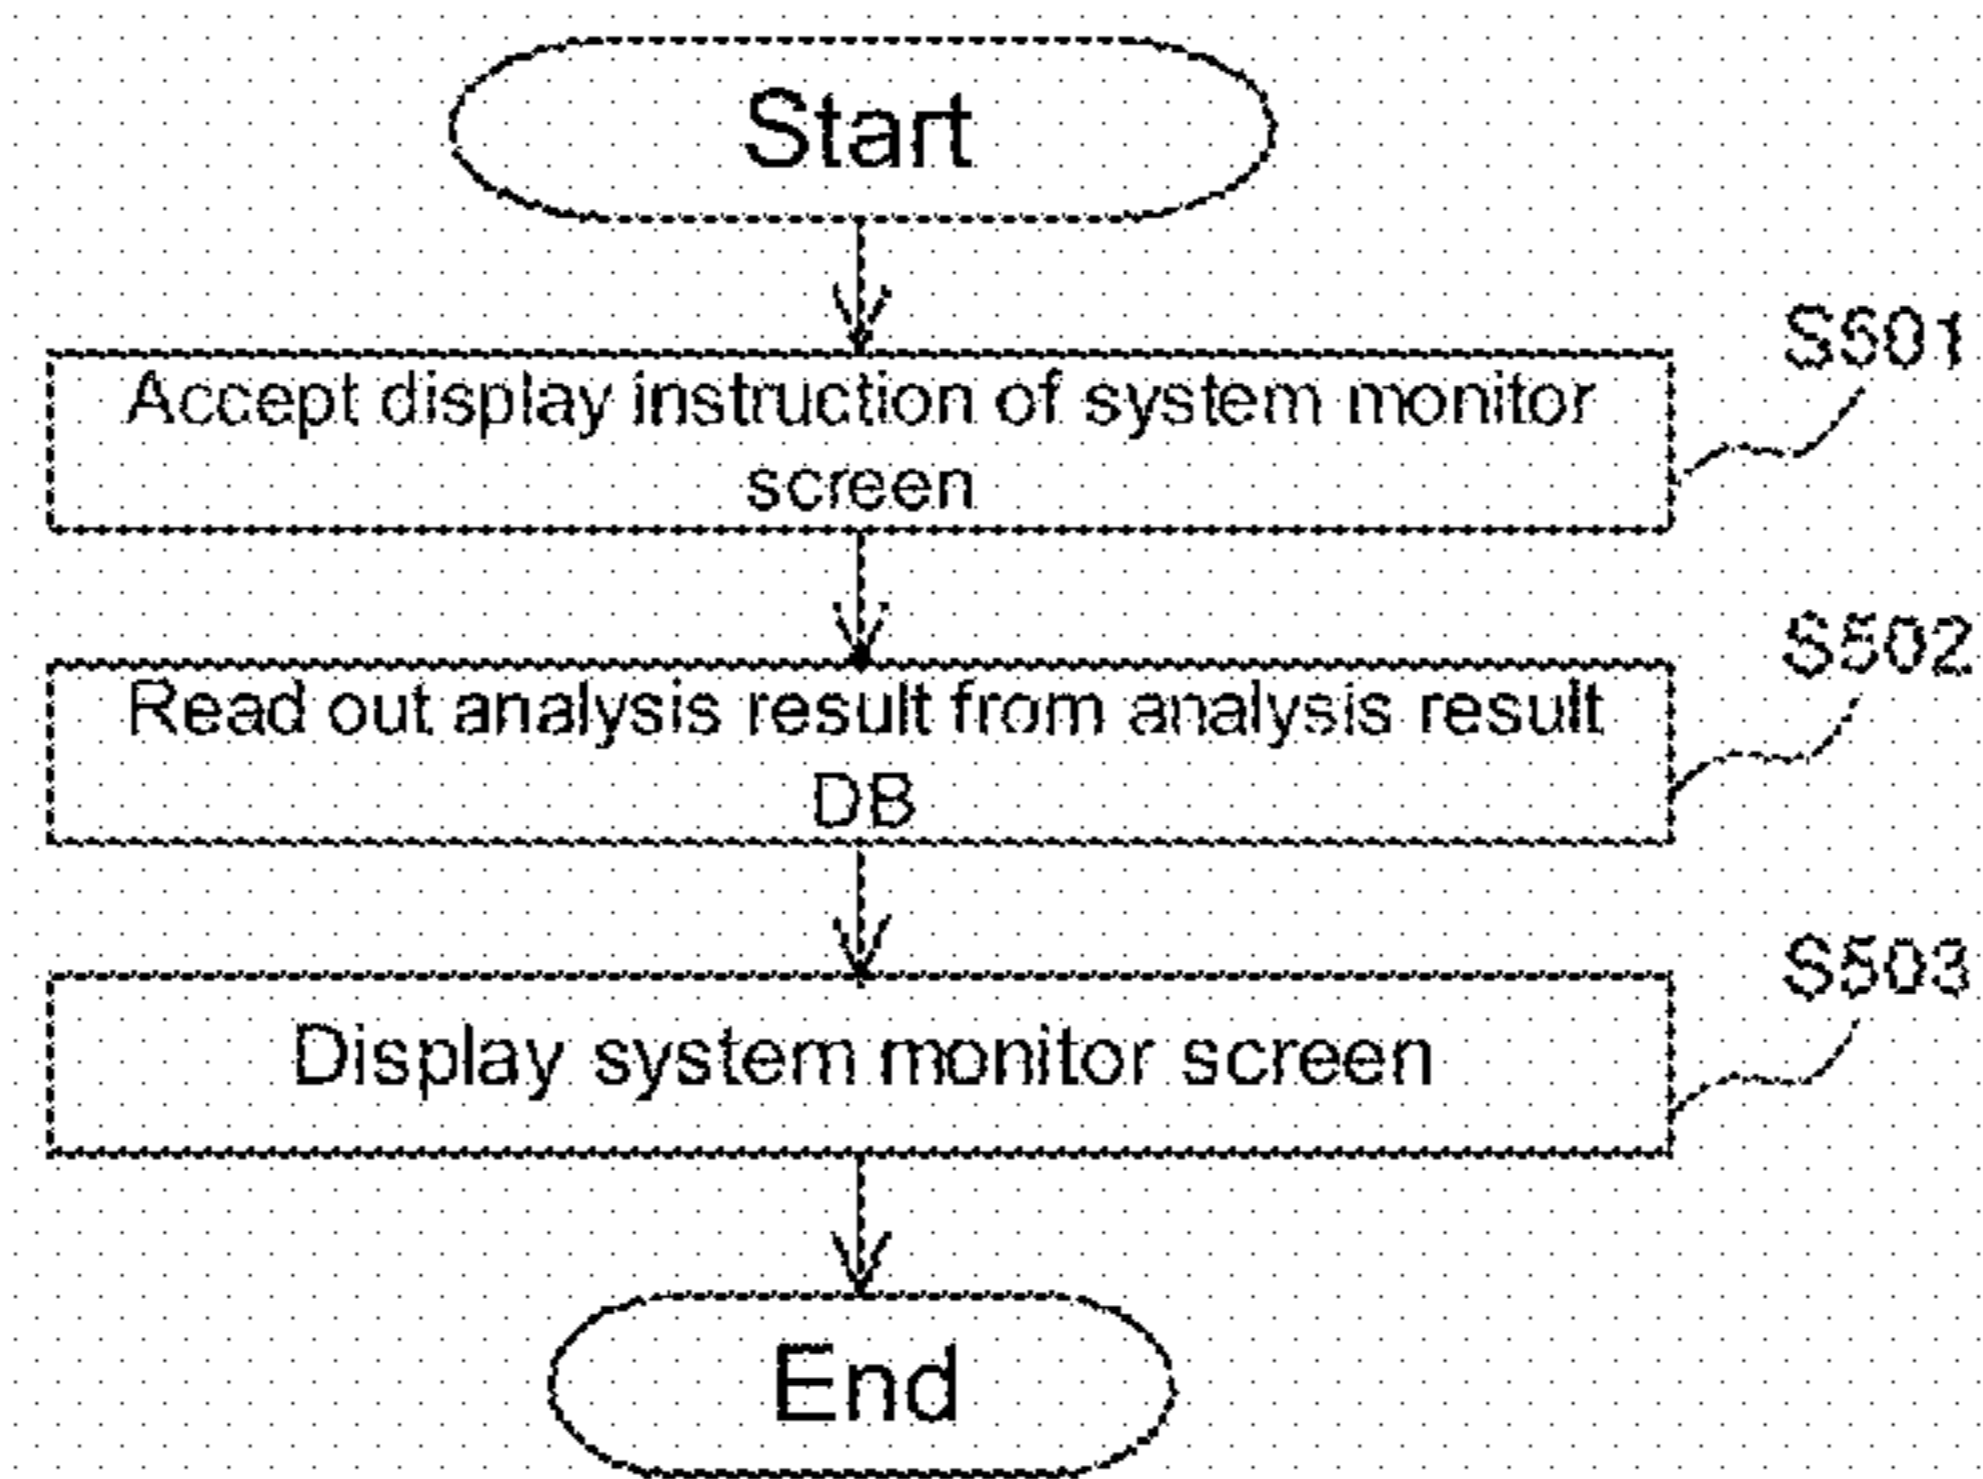 Start
S501
Accept display instruction of system monitor
screen
S502
Read out analysis result from analysis result
DB
S503
Display system monitor screen
End